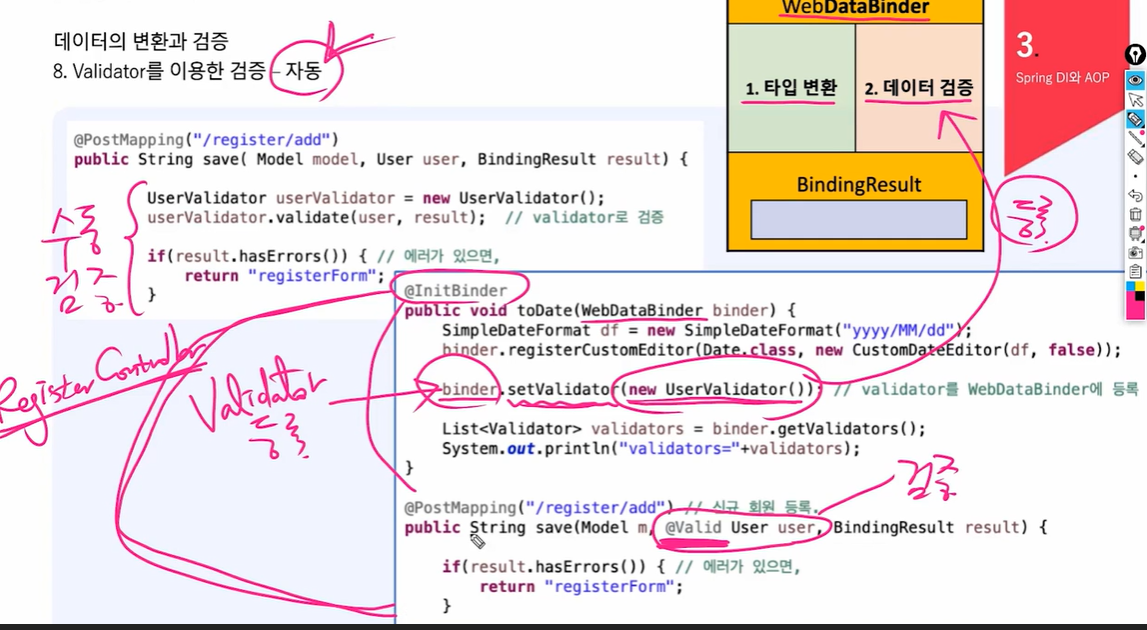 데이터의 변환과 검증
8. Validator를 이용한 검증 – 자동
WebDataBinder
1. 타입 변환
2. 데이터 검증
BindingResult
3.
Spring DI와 AOP
@PostMapping("/register/add")
public String save( Model model, User user, BindingResult result) {
UserValidator userValidator = new UserValidator();
userValidator.validate(user, result);  // validator로 검증
if(result.hasErrors()) { // 에러가 있으면,
return "registerForm";
}
수동
검증
등록
@InitBinder
public void toDate(WebDataBinder binder) {
SimpleDateFormat df = new SimpleDateFormat("yyyy/MM/dd");
binder.registerCustomEditor(Date.class, new CustomDateEditor(df, false));
binder.setValidator(new UserValidator()); // validator를 WebDataBinder에 등록
List<Validator> validators = binder.getValidators();
System.out.println("validators="+validators);
}
Register Controller
Validator
등록
검증
@PostMapping("/register/add") // 신규 회원 등록.
public String save(Model m, @Valid User user, BindingResult result) {
if(result.hasErrors()) { // 에러가 있으면,
return "registerForm";
}